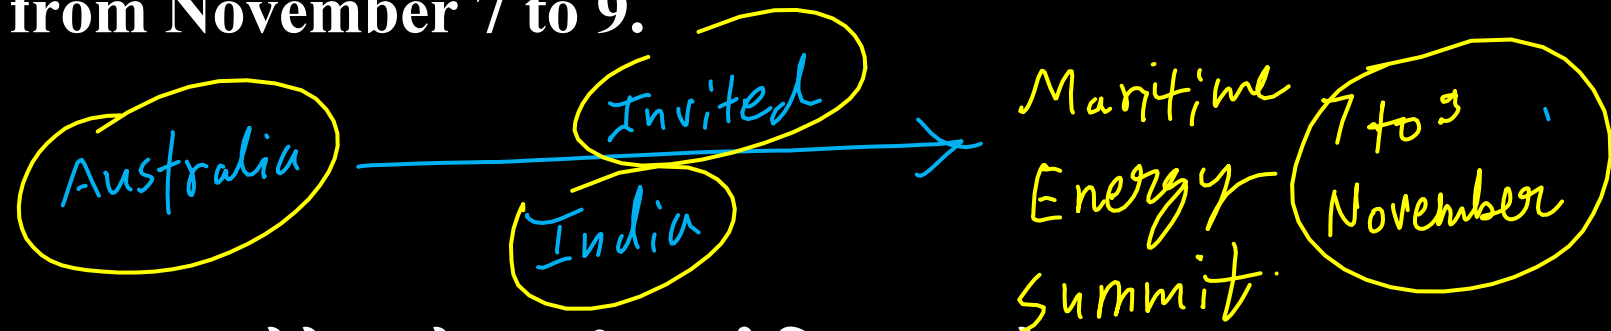 from November 7 to 9.
Australia
Invited
India
Maritime
Energy
Summit
7 to 9
November